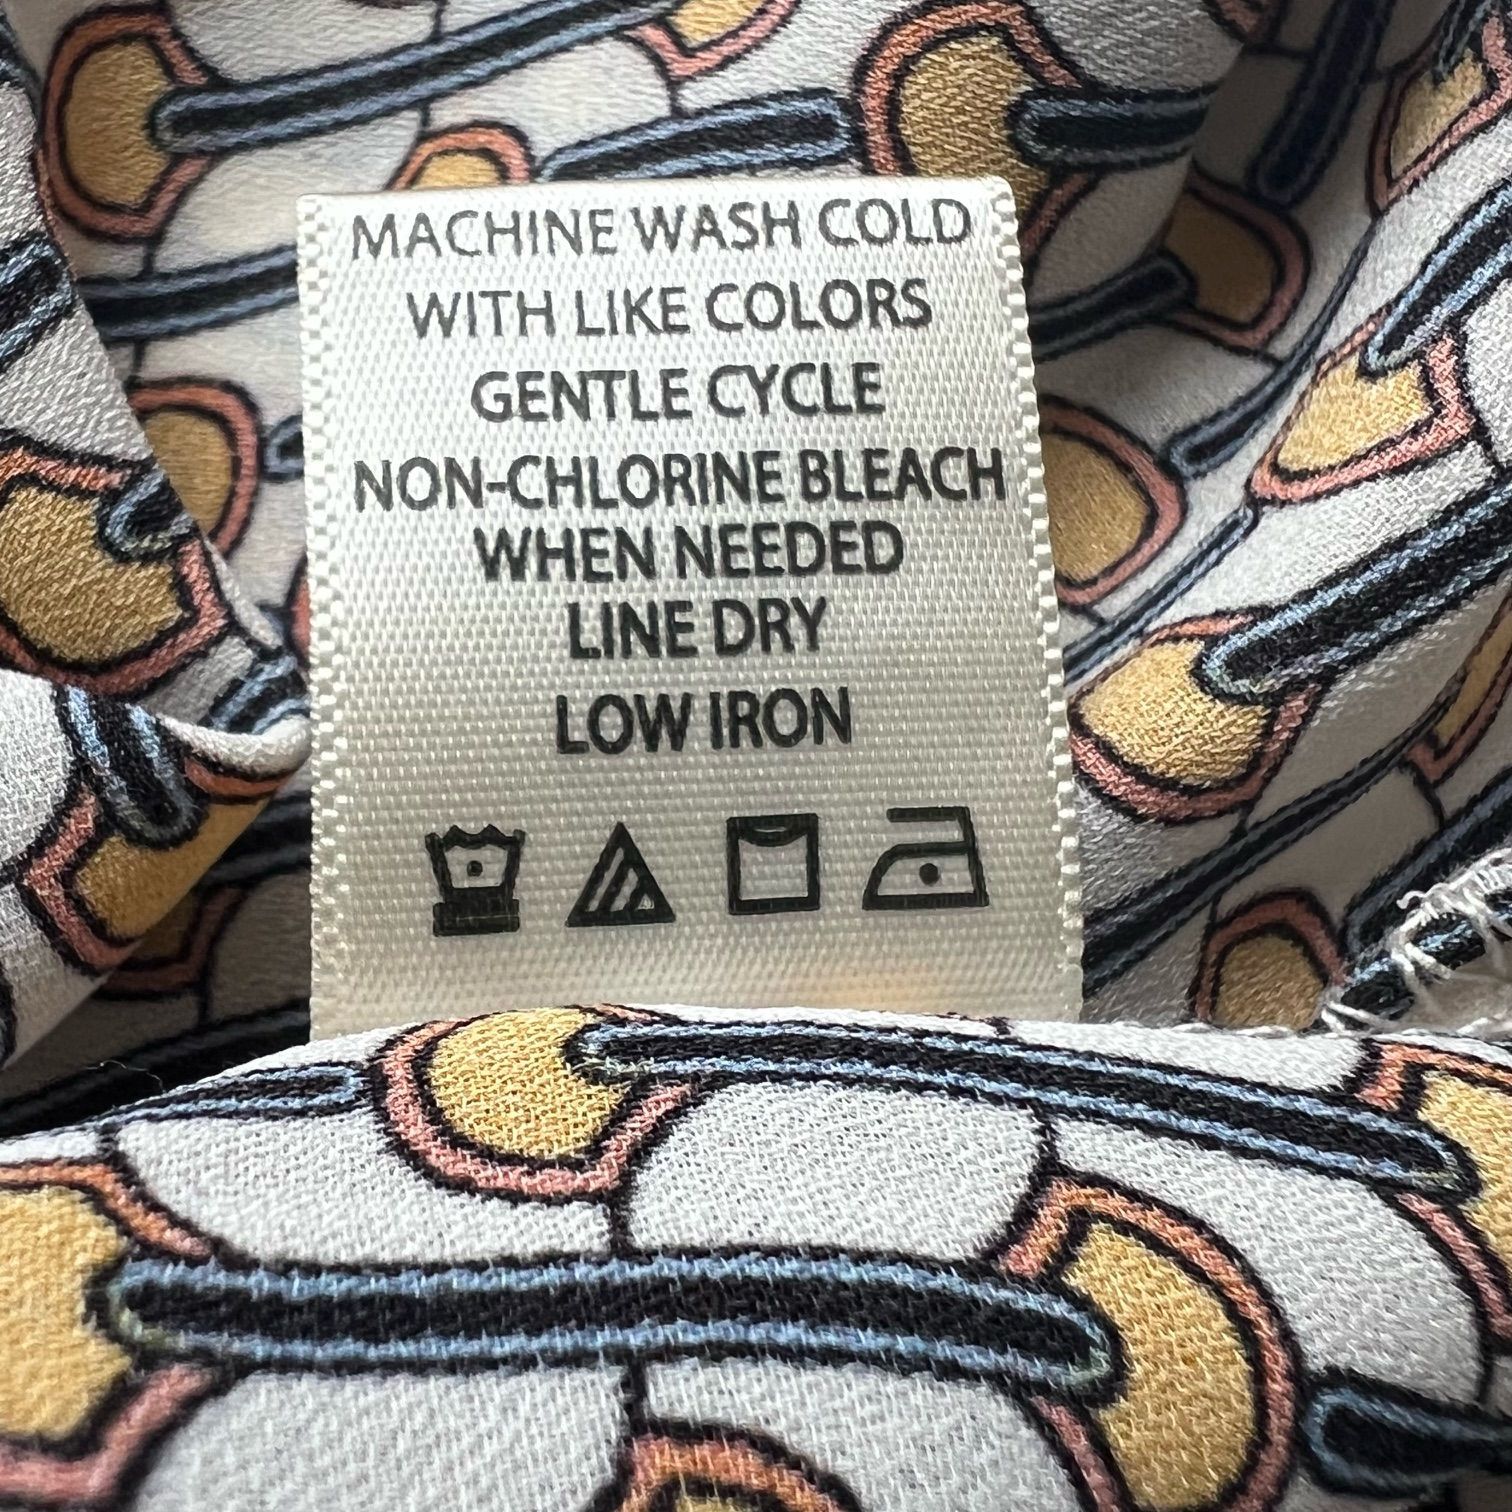 MACHINE WASH COLD
WITH LIKE COLORS
GENTLE CYCLE
NON-CHLORINE BLEACH
WHEN NEEDED
LINE DRY
LOW IRON